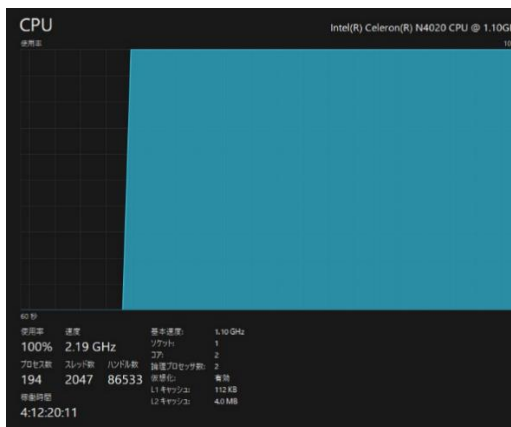 CPU
Intel(R) Celeron(R) N4020 CPU @ 1.10G
使用率
10
60 秒
使用率 速度
100% 2.19 GHz
プロセス数 スレッド数 ハンドル数
194 2047 86533
稼働時間
4:12:20:11
基本速度: 1.10 GHz
ソケット: 1
コア: 2
論理プロセッサ数: 2
仮想化: 有効
L1 キャッシュ: 112 KB
L2 キャッシュ: 4.0 MB